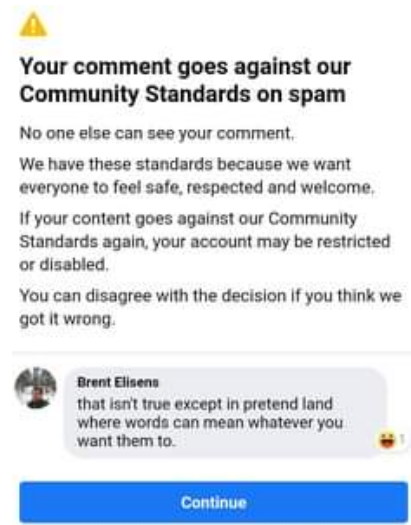 Your comment goes against our
Community Standards on spam
No one else can see your comment.
We have these standards because we want
everyone to feel safe, respected and welcome.
If your content goes against our Community
Standards again, your account may be restricted
or disabled.
You can disagree with the decision if you think we
got it wrong.
Brent Elisens
that isn't true except in pretend land
where words can mean whatever you
want them to.
1
Continue